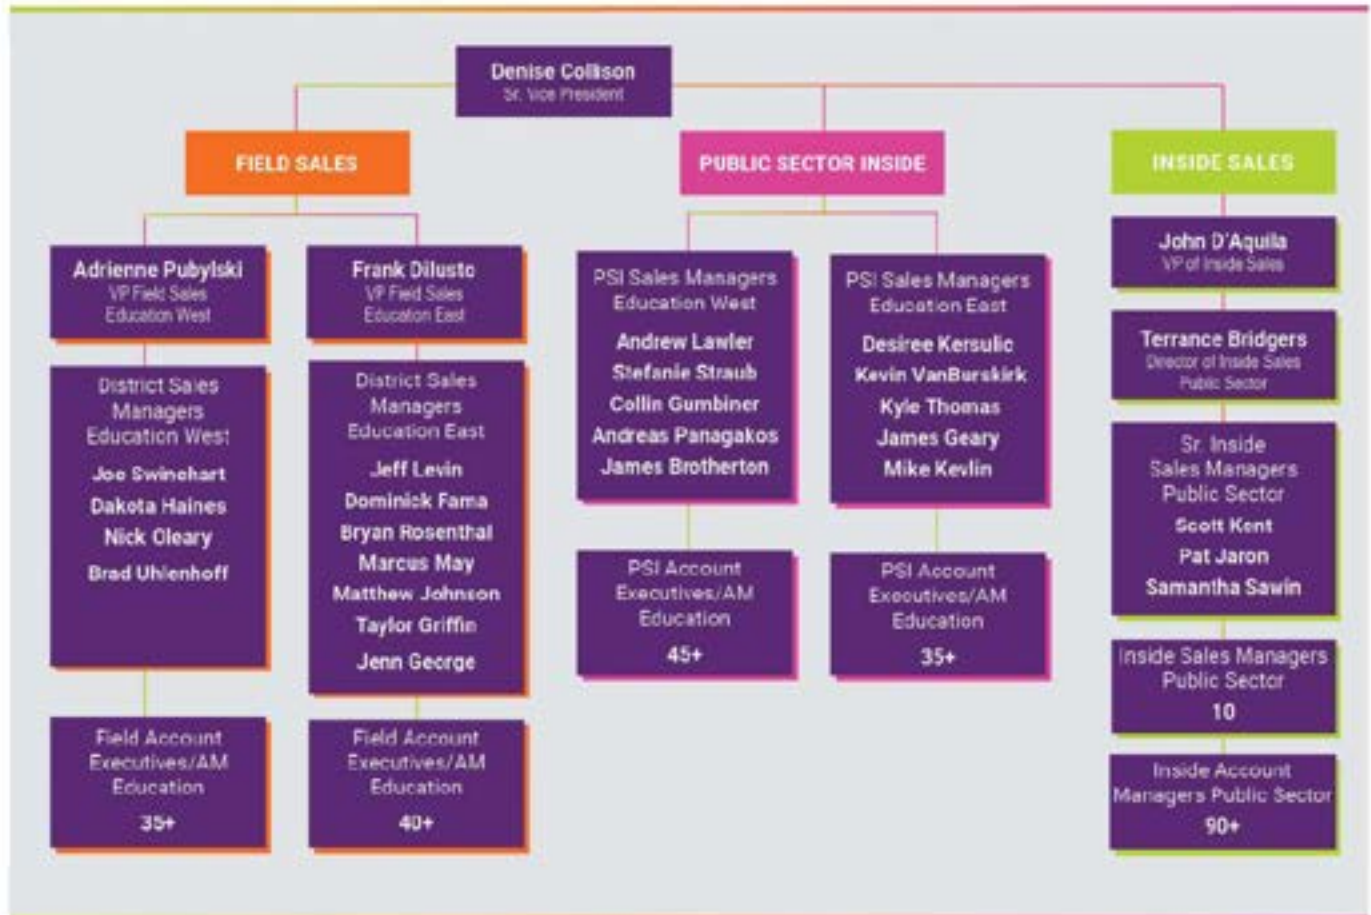 Denise Collison
Sr. Vice President
FIELD SALES
Adrienne Pubylski
VP Field Sales
Education West
District Sales
Managers
Education West
Joe Swinehart
Dakota Haines
Nick Cleary
Brad Uhlenhoff
Field Account
Executives/AM
Education
35+
Frank Dilusto
VP Field Sales
Education East
District Sales
Managers
Education East
Jeff Levin
Dominick Fama
Bryan Rosenthal
Marcus May
Matthew Johnson
Taylor Griffin
Jenn George
Field Account
Executives/AM
Education
40+
PUBLIC SECTOR INSIDE
PSI Sales Managers
Education West
Andrew Lawler
Stefanie Straub
Collin Gumbiner
Andreas Panagakos
James Brotherton
PSI Account
Executives/AM
Education
45+
PSI Sales Managers
Education East
Desiree Kersulic
Kevin VanBurskirk
Kyle Thomas
James Geary
Mike Kevlin
PSI Account
Executives/AM
Education
35+
INSIDE SALES
John D'Aquila
VP of Inside Sales
Terrance Bridgers
Director of Inside Sales
Public Sector
Sr. Inside
Sales Managers
Public Sector
Scott Kent
Pat Jaron
Samantha Sawin
Inside Sales Managers
Public Sector
10
Inside Account
Managers Public Sector
90+